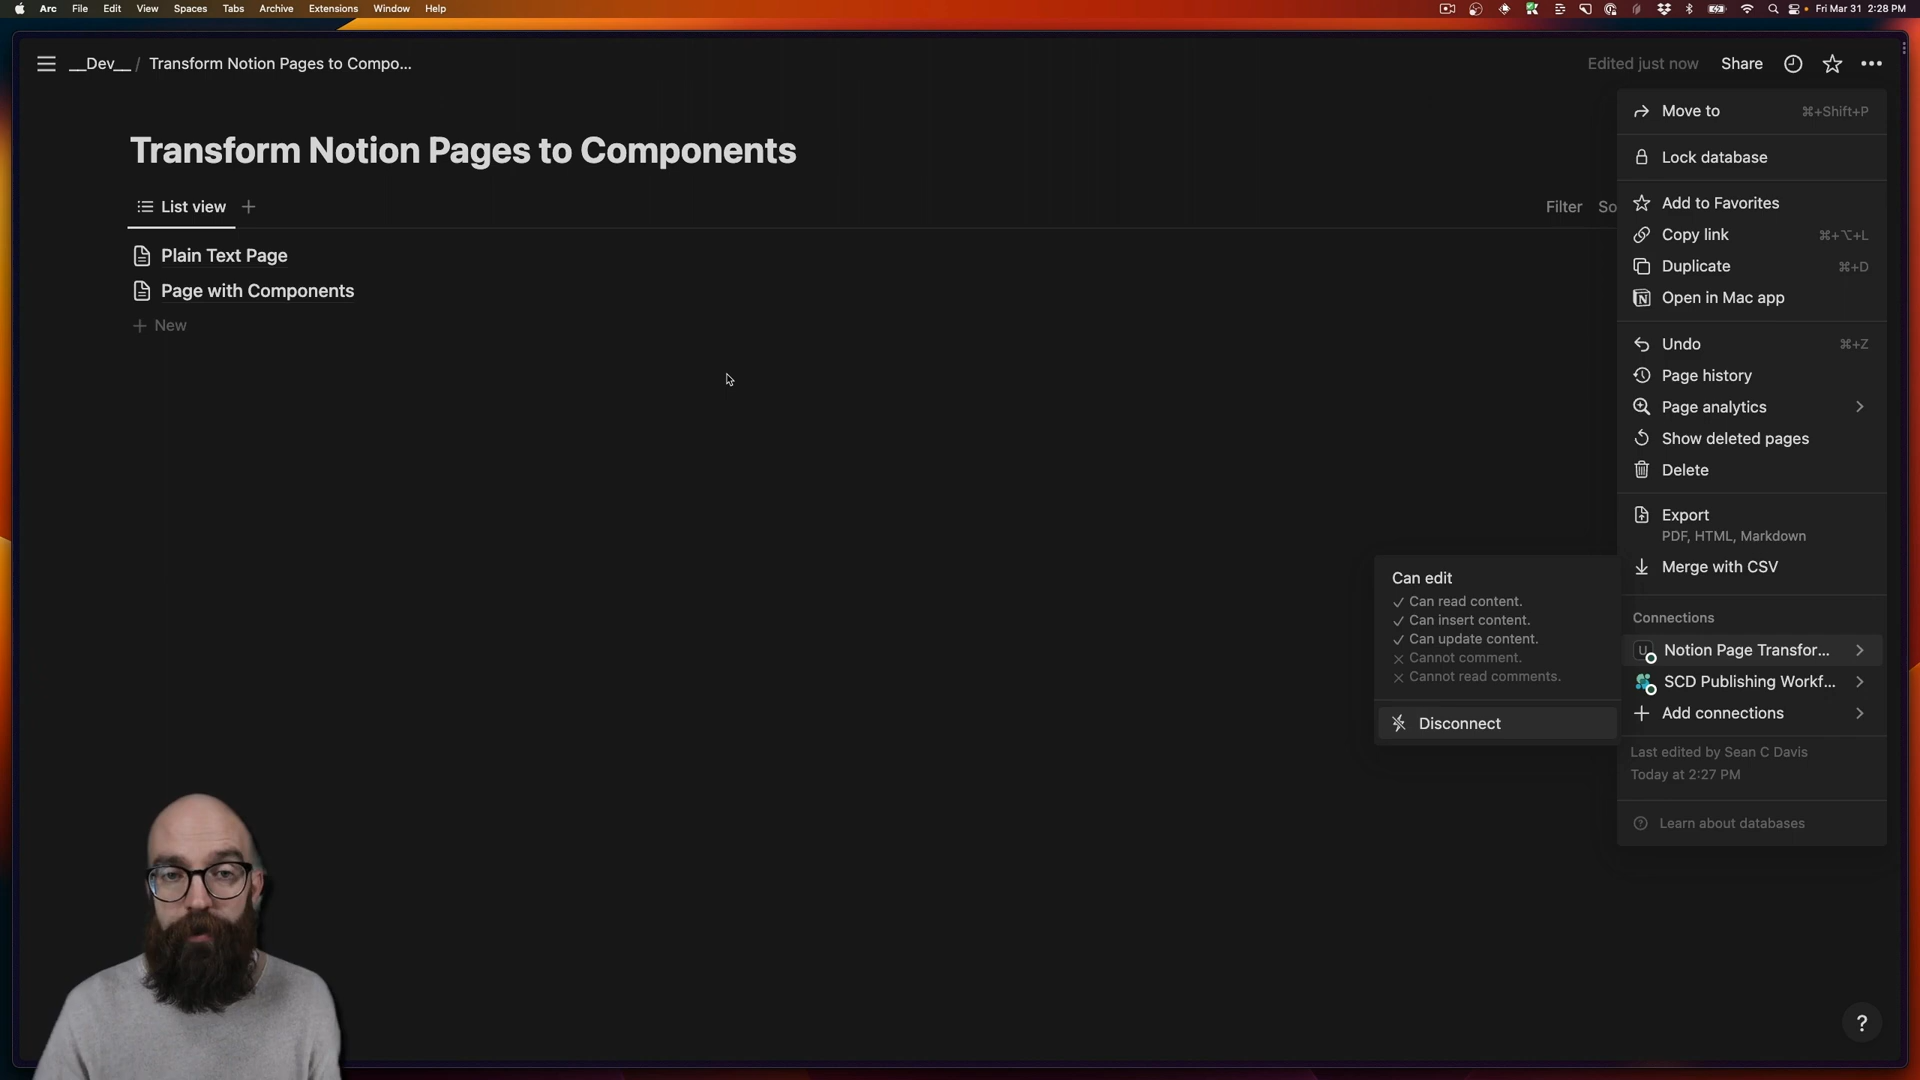 Arc File Edit View Spaces Tabs Archive Extensions Window Help
Fri Mar 31 2:28 PM
__Dev__ / Transform Notion Pages to Compo...
Edited just now Share
Transform Notion Pages to Components
List view
Filter So
Plain Text Page
Page with Components
New
Move to ⌘+Shift+P
Lock database
Add to Favorites
Copy link ⌘+⌥+L
Duplicate ⌘+D
Open in Mac app
Undo ⌘+Z
Page history
Page analytics
Show deleted pages
Delete
Export
PDF, HTML, Markdown
Merge with CSV
Connections
U Notion Page Transfor...
SCD Publishing Workf...
Add connections
Last edited by Sean C Davis
Today at 2:27 PM
Learn about databases
Can edit
Can read content.
Can insert content.
Can update content.
Cannot comment.
Cannot read comments.
Disconnect
?